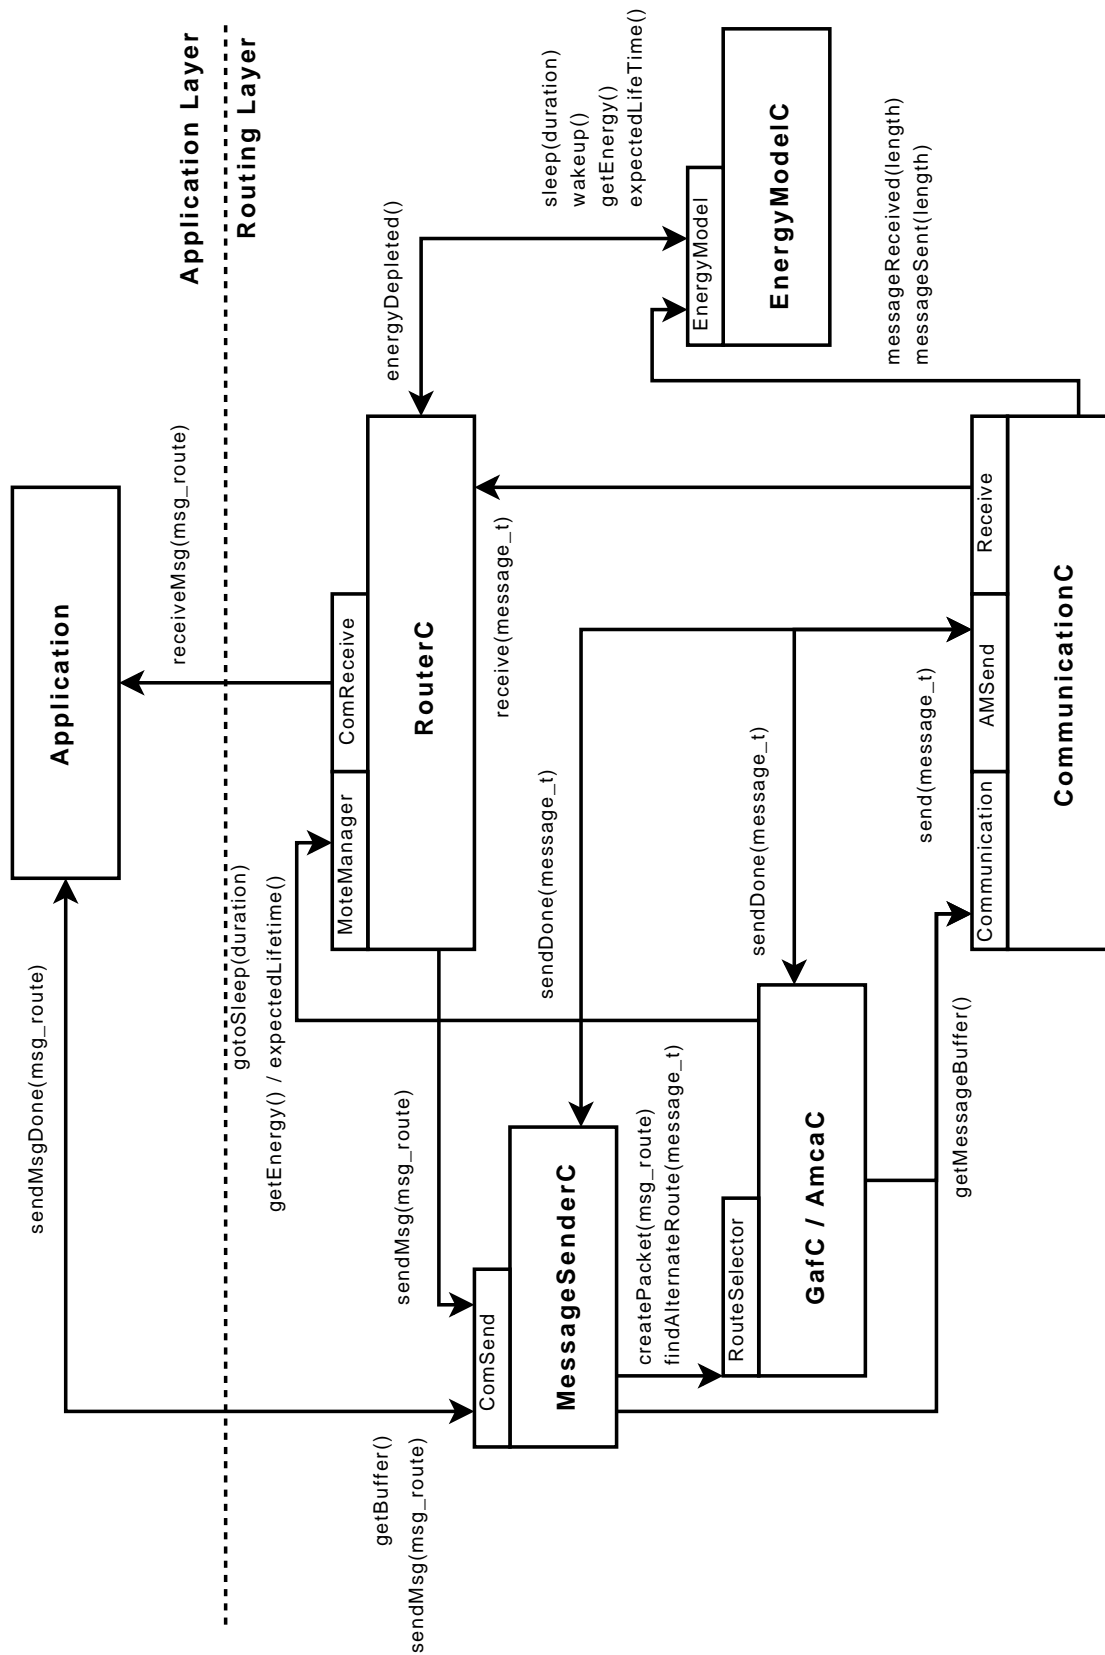 Application Layer
Routing Layer
Application
sendMsgDone(msg_route)
receiveMsg(msg_route)
gotoSleep(duration)
getEnergy() / expectedLifetime()
getBuffer()
sendMsg(msg_route)
MoteManager
ComReceive
RouterC
energyDepleted()
sendMsg(msg_route)
ComSend
MessageSenderC
sendDone(message_t)
receive(message_t)
sleep(duration)
wakeup()
getEnergy()
expectedLifeTime()
EnergyModel
EnergyModelC
createPacket(msg_route)
findAlternateRoute(message_t)
RouteSelector
GafC / AmcaC
sendDone(message_t)
messageReceived(length)
messageSent(length)
send(message_t)
getMessageBuffer()
Communication
AMSend
Receive
CommunicationC